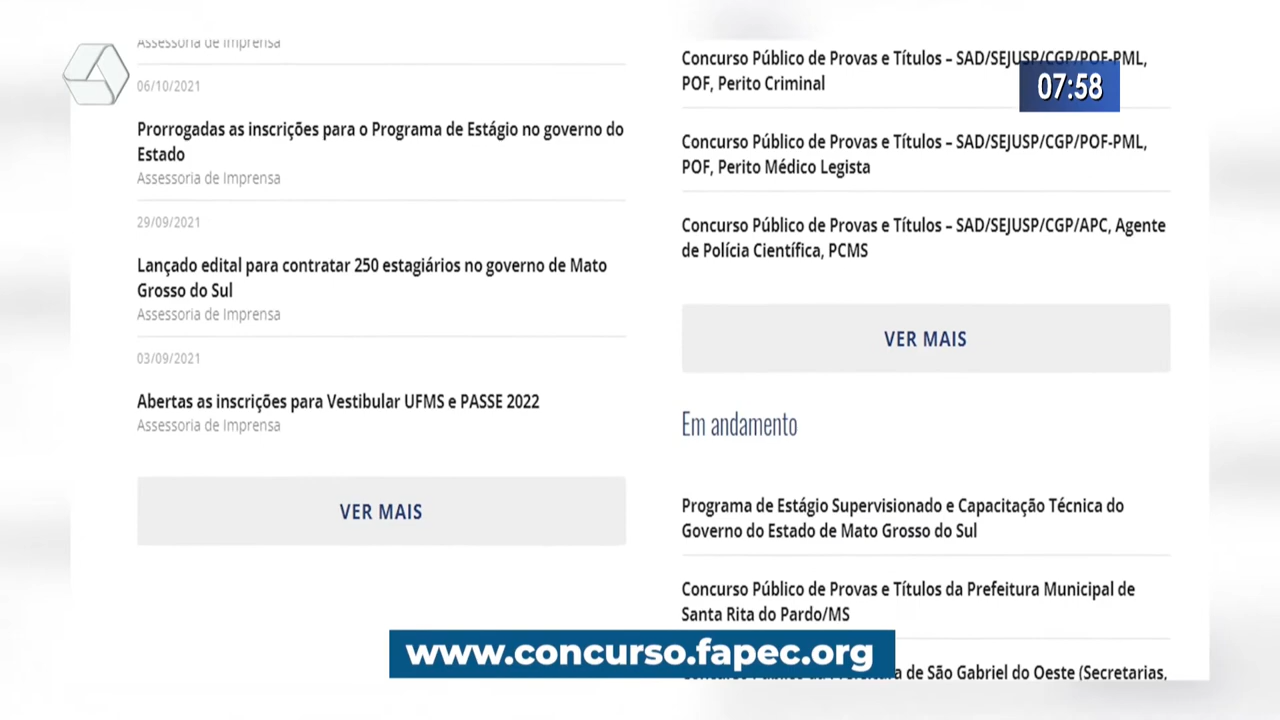 Assessoria de Imprensa
06/10/2021
Prorrogadas as inscrições para o Programa de Estágio no governo do
Estado
Assessoria de Imprensa
29/09/2021
Lançado edital para contratar 250 estagiários no governo de Mato
Grosso do Sul
Assessoria de Imprensa
03/09/2021
Abertas as inscrições para Vestibular UFMS e PASSE 2022
Assessoria de Imprensa
VER MAIS
Concurso Público de Provas e Títulos – SAD/SEJUSP/CGP/POF-PML,
POF, Perito Criminal
07:58
Concurso Público de Provas e Títulos – SAD/SEJUSP/CGP/POF-PML,
POF, Perito Médico Legista
Concurso Público de Provas e Títulos – SAD/SEJUSP/CGP/APC, Agente
de Polícia Científica, PCMS
VER MAIS
Em andamento
Programa de Estágio Supervisionado e Capacitação Técnica do
Governo do Estado de Mato Grosso do Sul
Concurso Público de Provas e Títulos da Prefeitura Municipal de
Santa Rita do Pardo/MS
Concurso Público da Prefeitura de São Gabriel do Oeste (Secretarias,
www.concurso.fapec.org